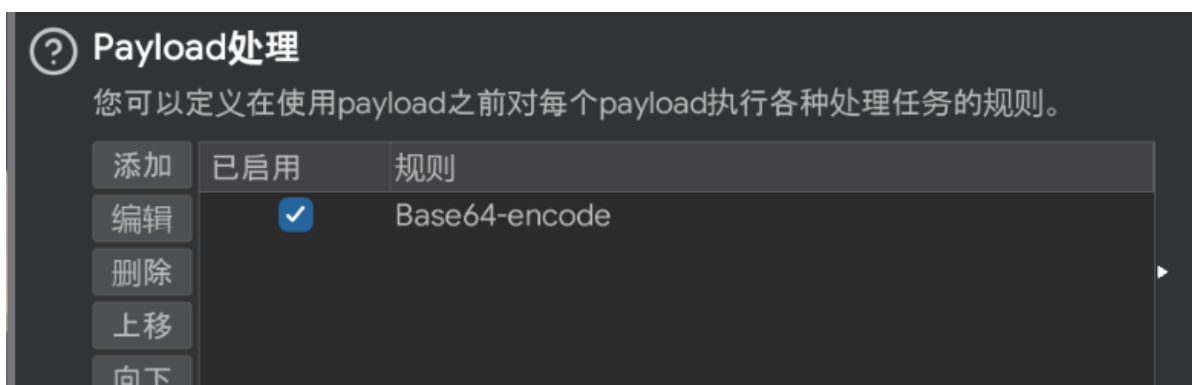 Payload处理
您可以定义在使用payload之前对每个payload执行各种处理任务的规则。
添加 已启用 规则
编辑 Base64-encode
删除
上移
向下